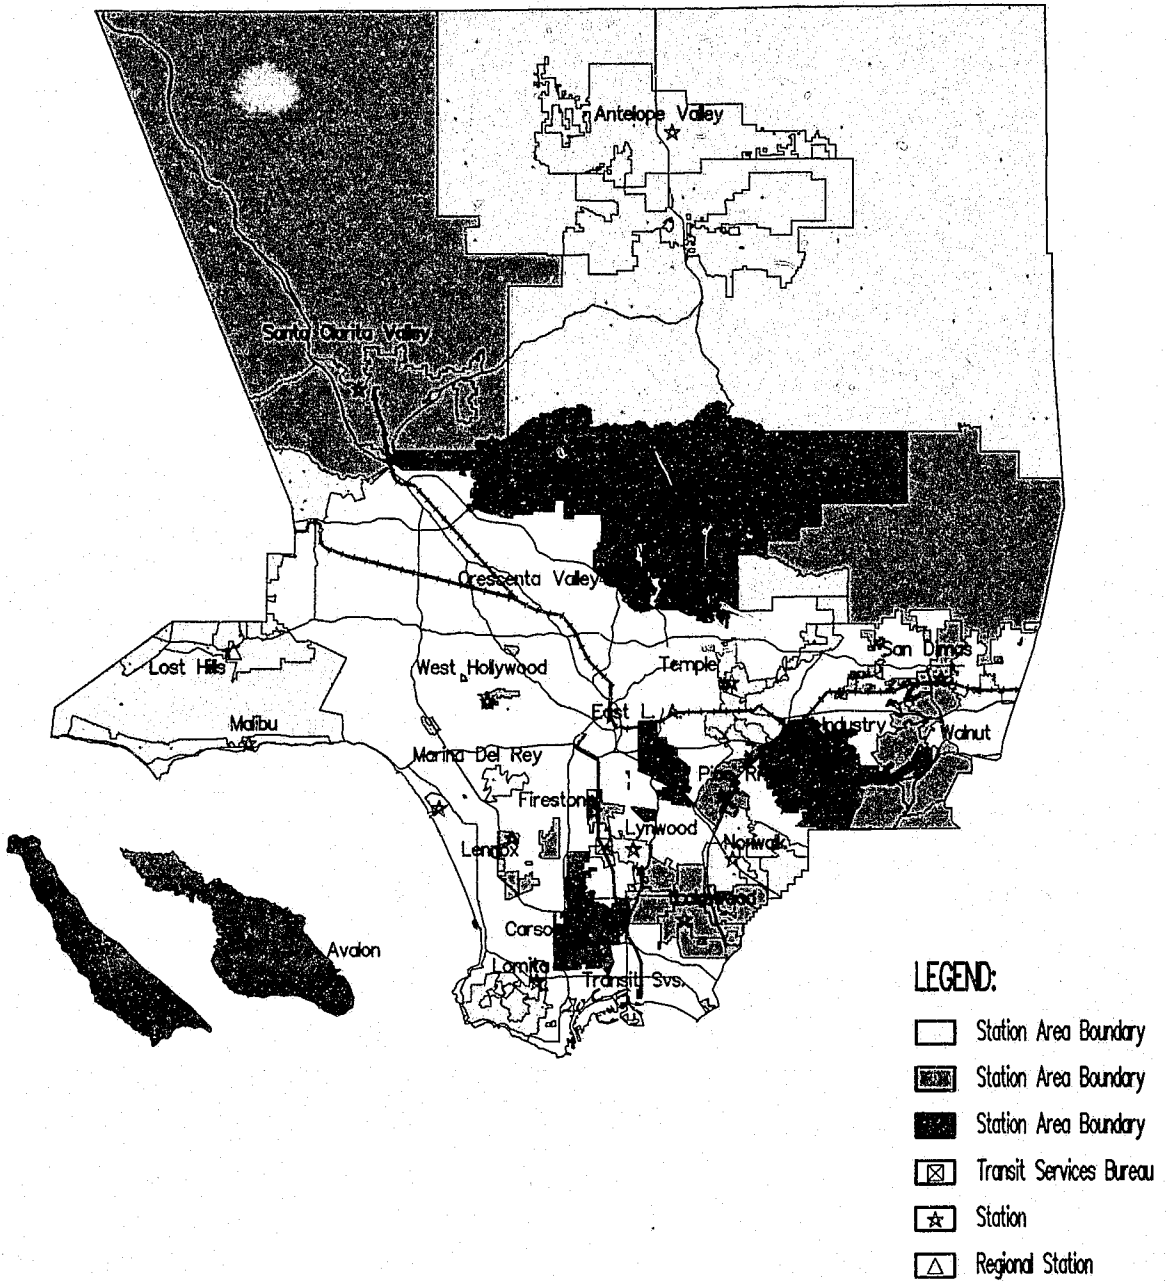 Antelope Valley
Santa Clarita Valley
Cressenta Valley
San Dimas
Lost Hills
West Hollywood
Temple
East L. A.
Industry
Walnut
Malibu
Marina Del Rey
Firestone
Lynwood
Lennox
Norwalk
Avalon
Lomita
Transit Svs.
LEGEND:
Station Area Boundary
Station Area Boundary
Station Area Boundary
Transit Services Bureau
Station
Regional Station